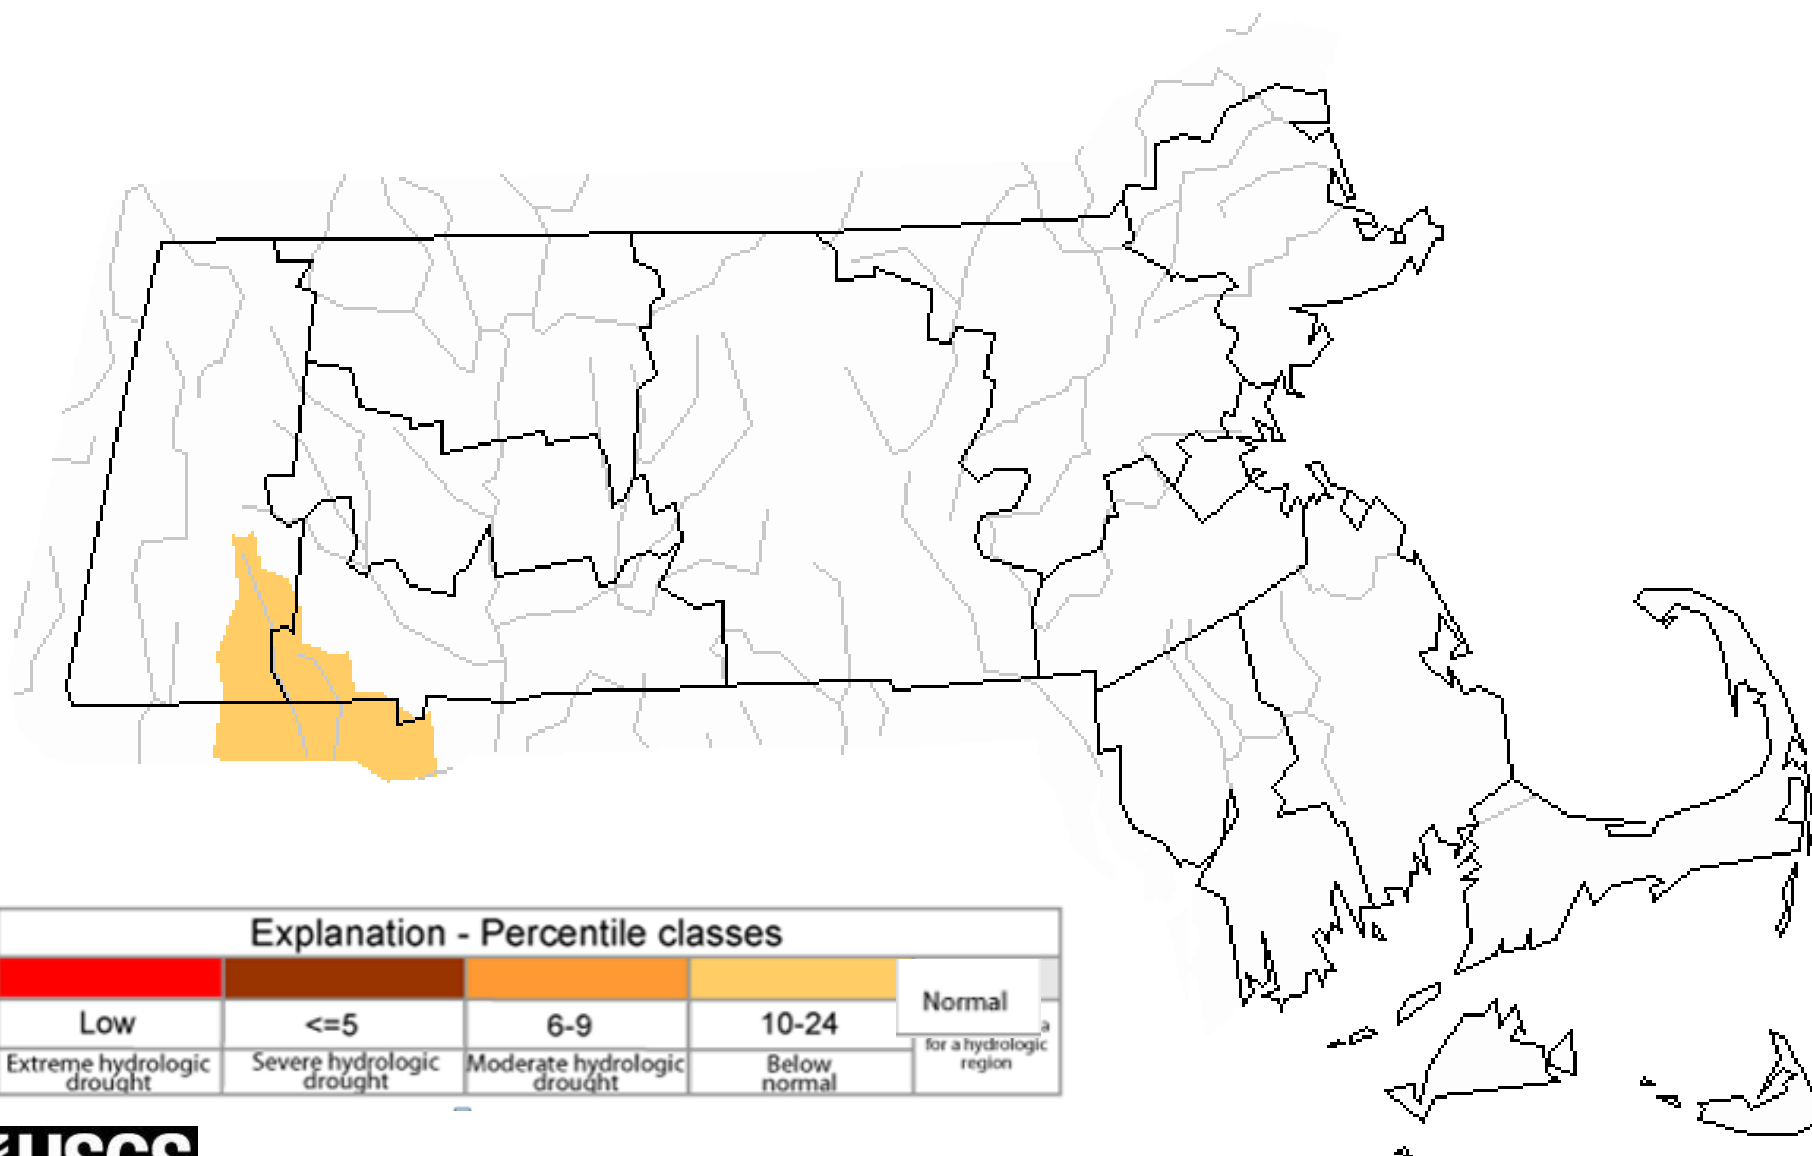 Explanation - Percentile classes
Low
<=5
6-9
10-24
Normal
a
Extreme hydrologic
drought
Severe hydrologic
drought
Moderate hydrologic
drought
Below
normal
for a hydrologic
region
USGS